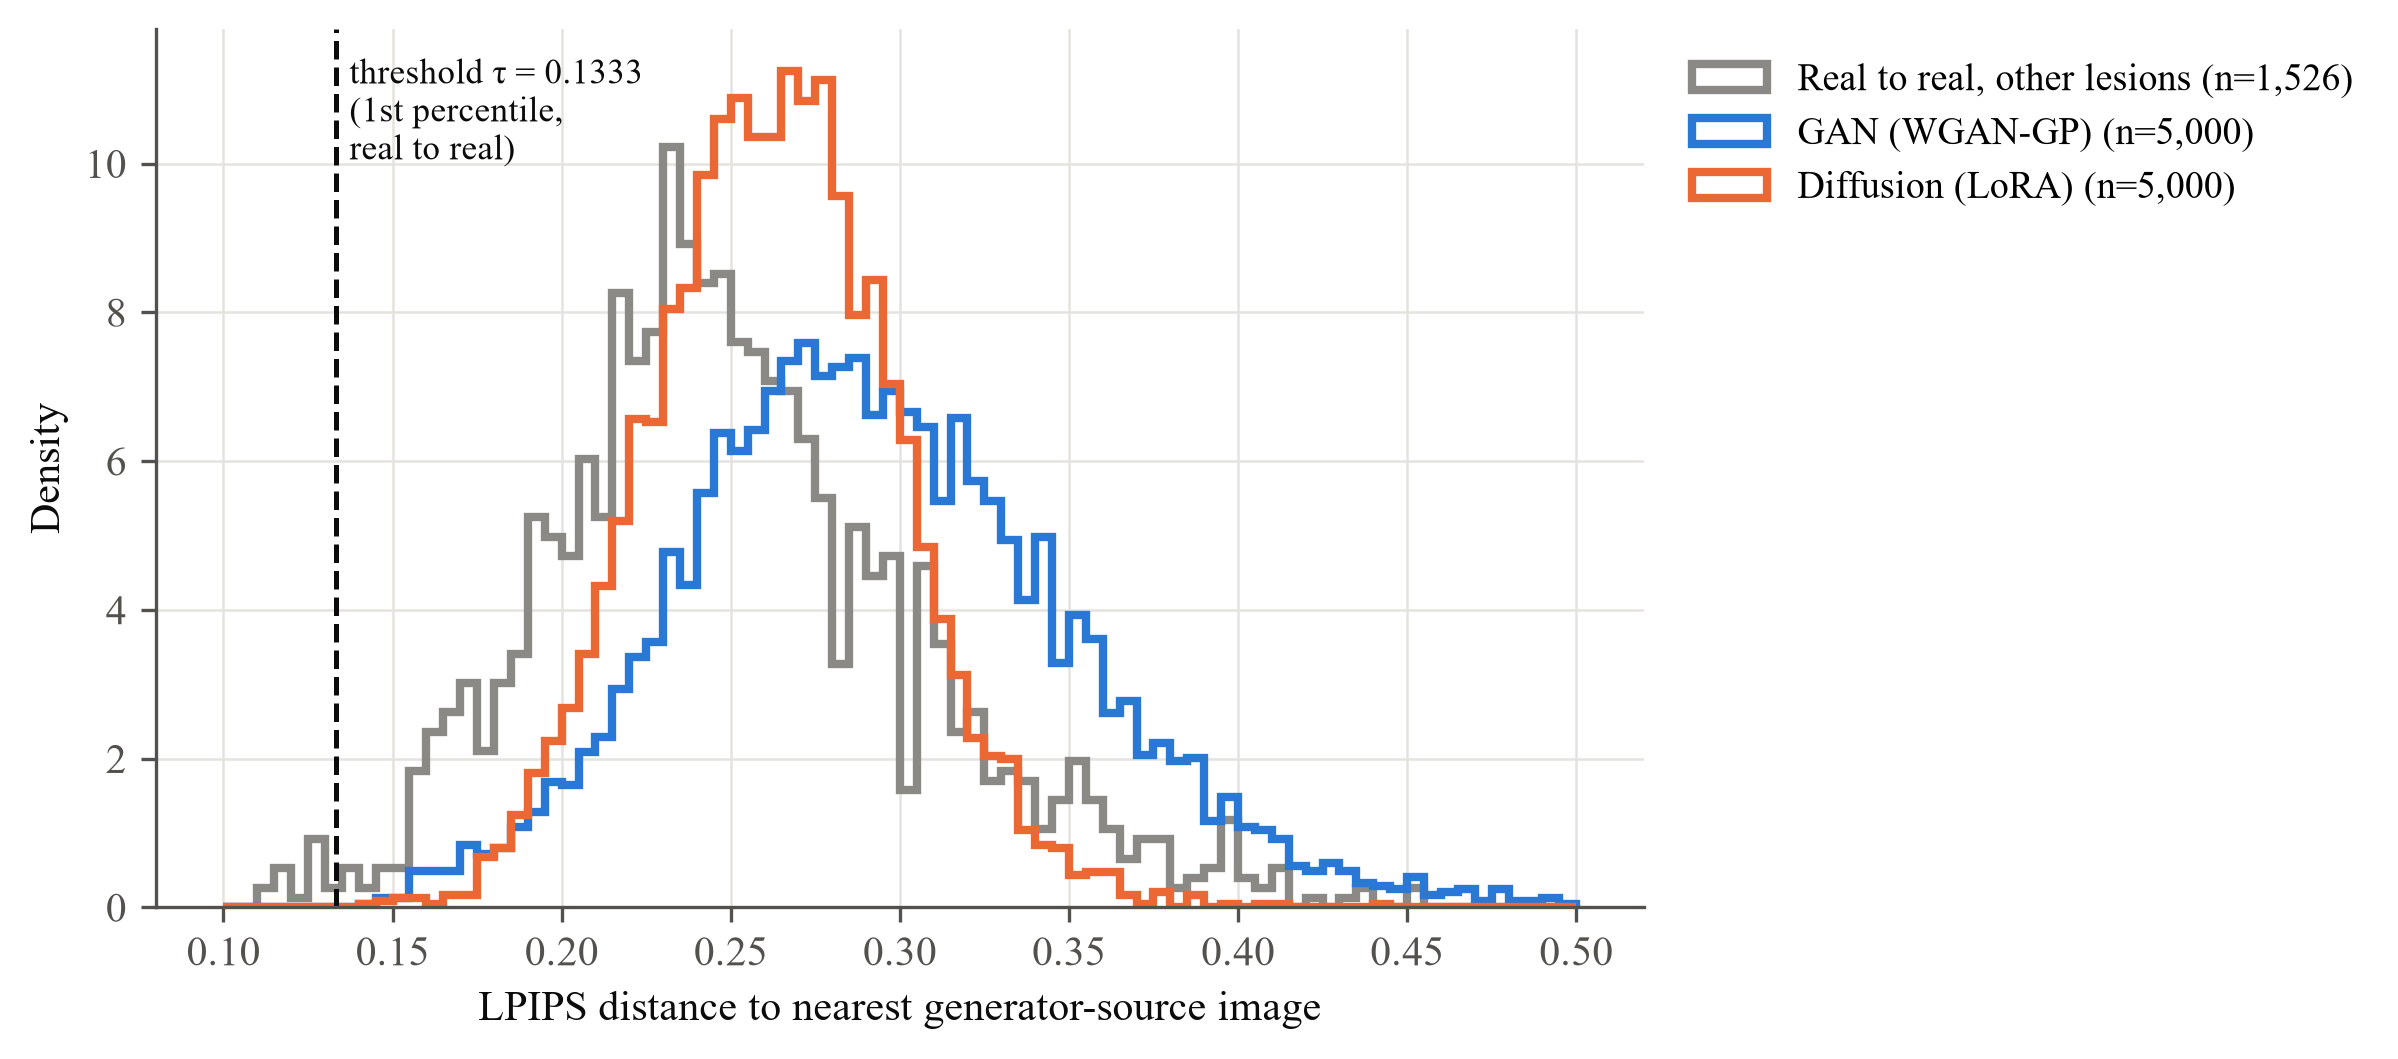 threshold τ = 0.1333
(1st percentile,
real to real)
Real to real, other lesions (n=1,526)
GAN (WGAN-GP) (n=5,000)
Diffusion (LoRA) (n=5,000)
Density
10
8
6
4
2
0
0.10 0.15 0.20 0.25 0.30 0.35 0.40 0.45 0.50
LPIPS distance to nearest generator-source image